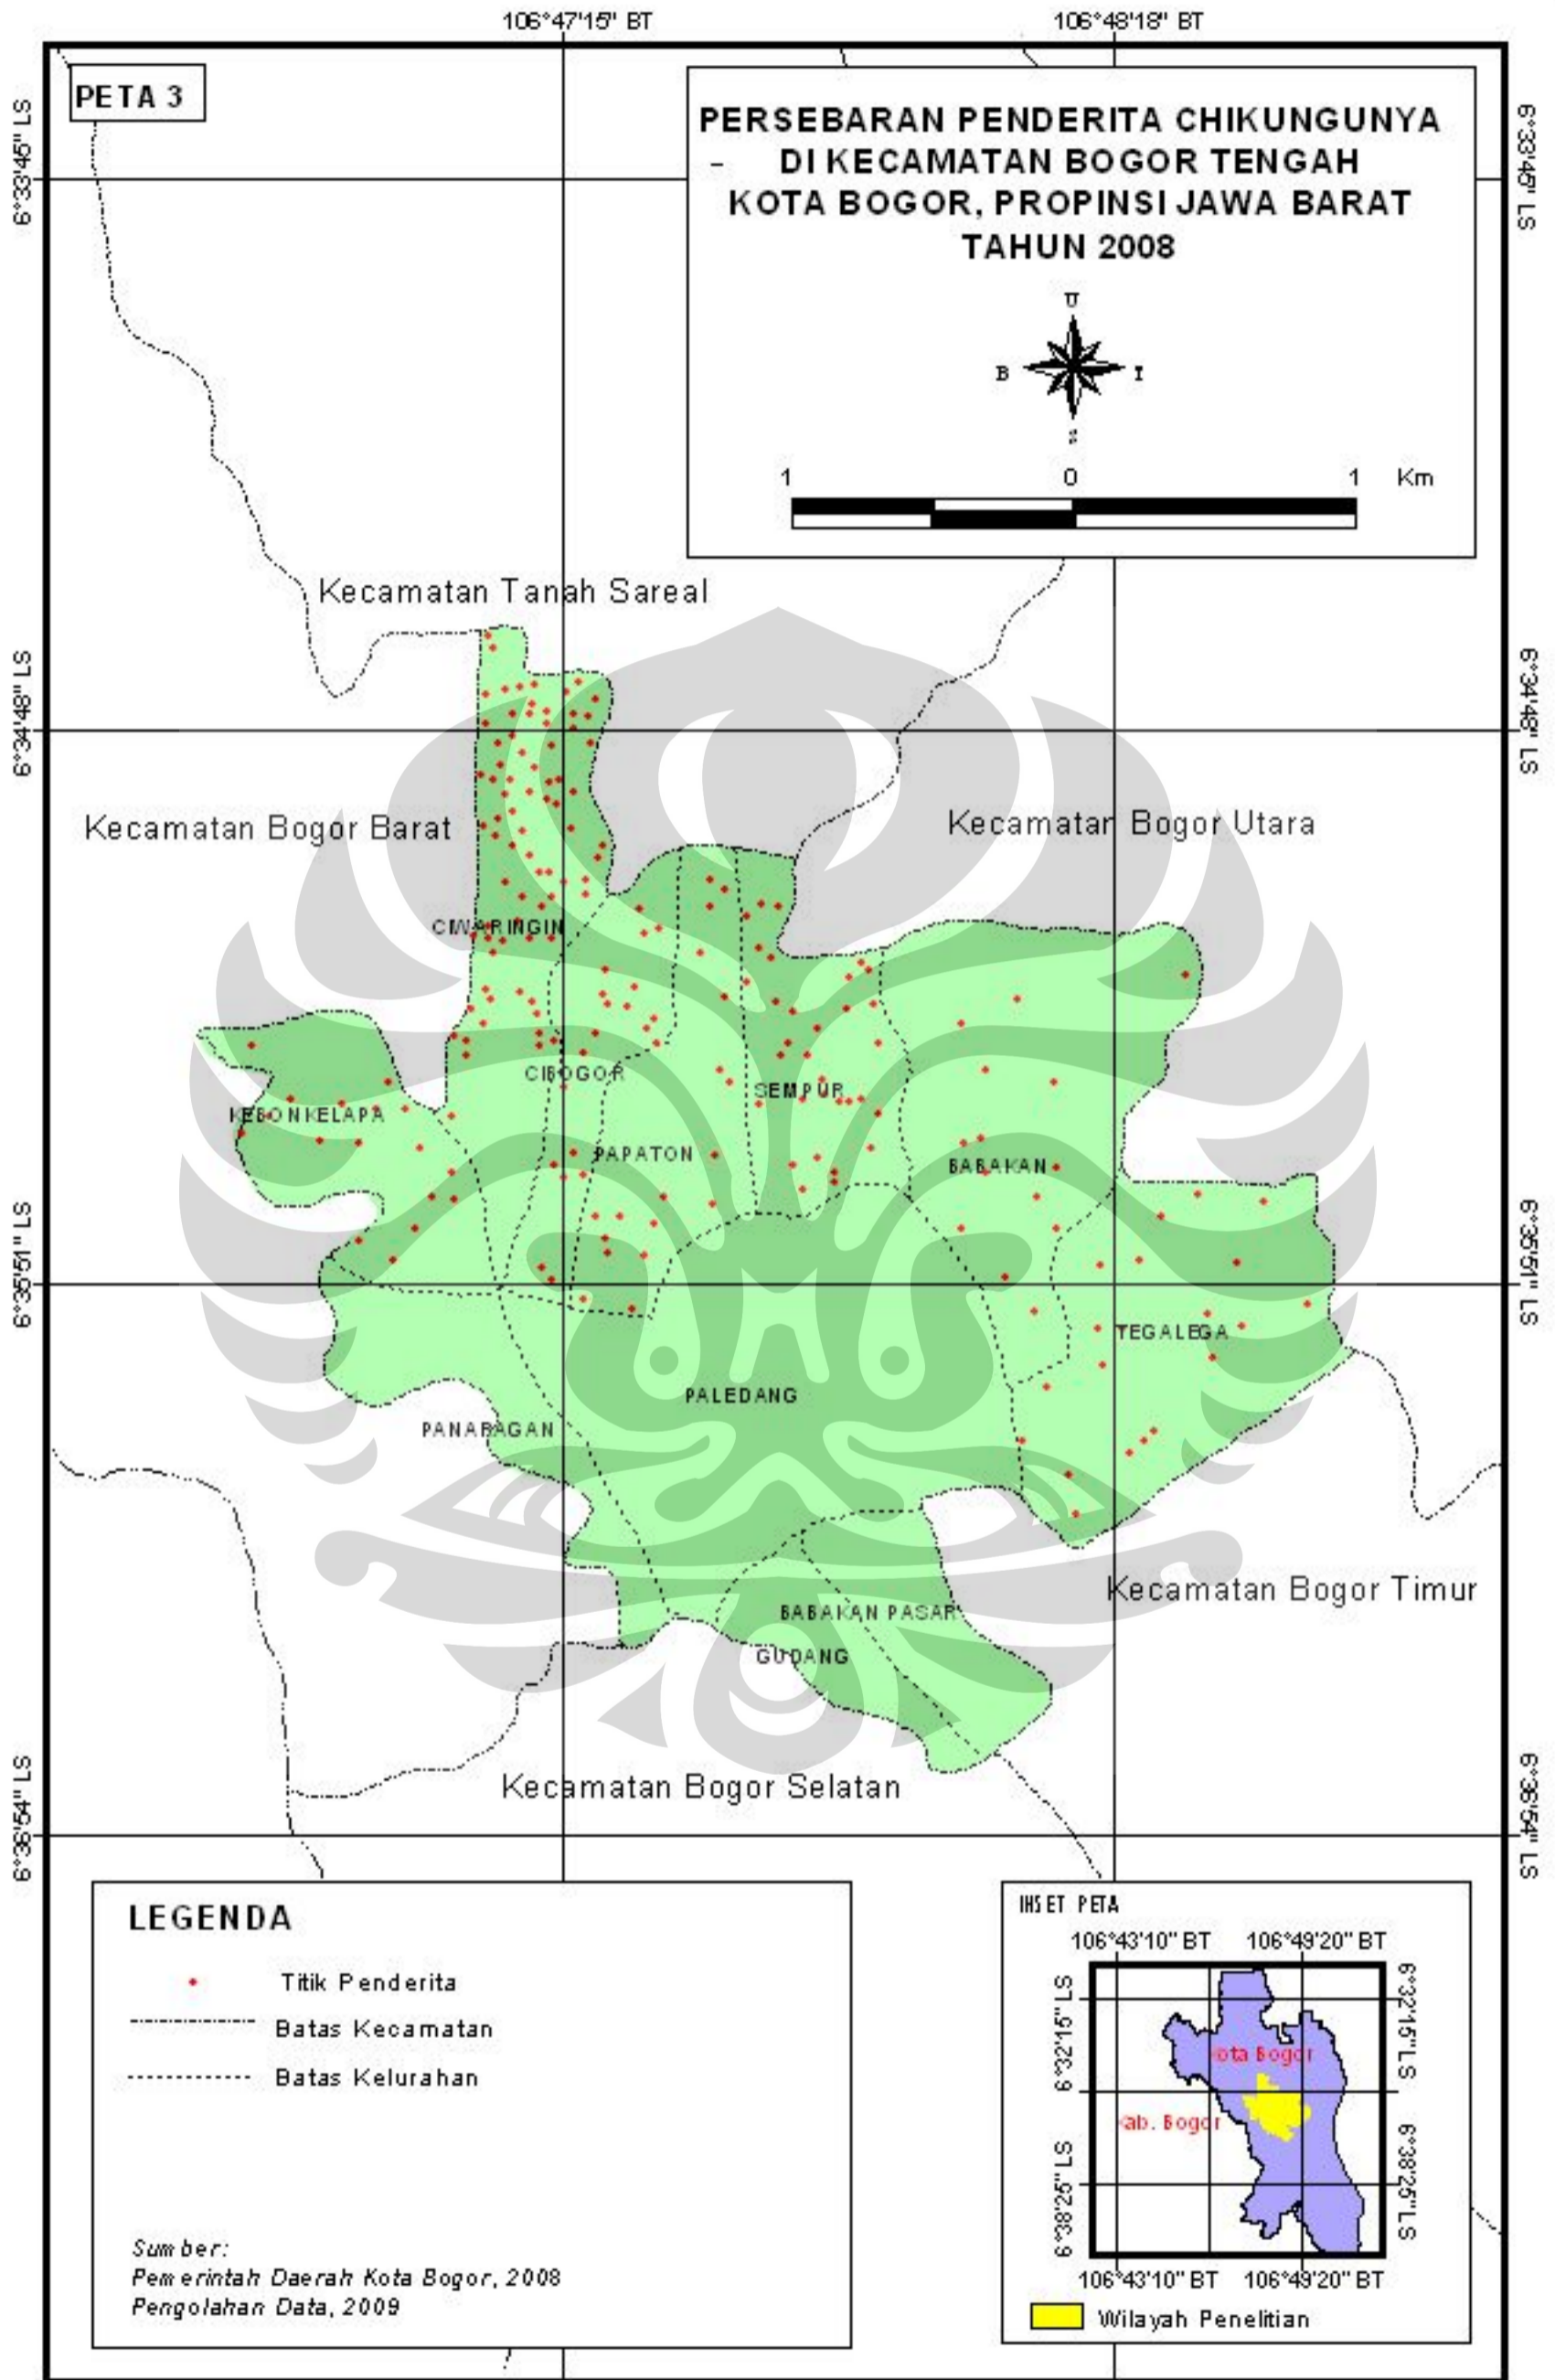 106°47'15" BT
106°48'18" BT
PETA 3
PERSEBARAN PENDERITA CHIKUNGUNYA
DI KECAMATAN BOGOR TENGAH
KOTA BOGOR, PROPINSI JAWA BARAT
TAHUN 2008
U
B
T
S
1 0 1 Km
6°33'45" LS
6°33'45" LS
Kecamatan Tanah Sareal
6°34'48" LS
6°34'48" LS
Kecamatan Bogor Barat
Kecamatan Bogor Utara
CIWARINGIN
CIBOGOR
SEMPUR
KEBONKELAPA
PAPATON
BABAKAN
6°35'51" LS
6°35'51" LS
TEGALEGA
PALEDANG
PANARAGAN
Kecamatan Bogor Timur
BABAKAN PASAR
GUDANG
Kecamatan Bogor Selatan
6°36'54" LS
6°36'54" LS
LEGENDA
Titik Penderita
Batas Kecamatan
Batas Kelurahan
Sumber:
Pemerintah Daerah Kota Bogor, 2008
Pengolahan Data, 2009
INSET PETA
106°43'10" BT 106°49'20" BT
6°32'15" LS
6°32'15" LS
Kota Bogor
Kab. Bogor
6°38'25" LS
6°38'25" LS
106°43'10" BT 106°49'20" BT
Wilayah Penelitian